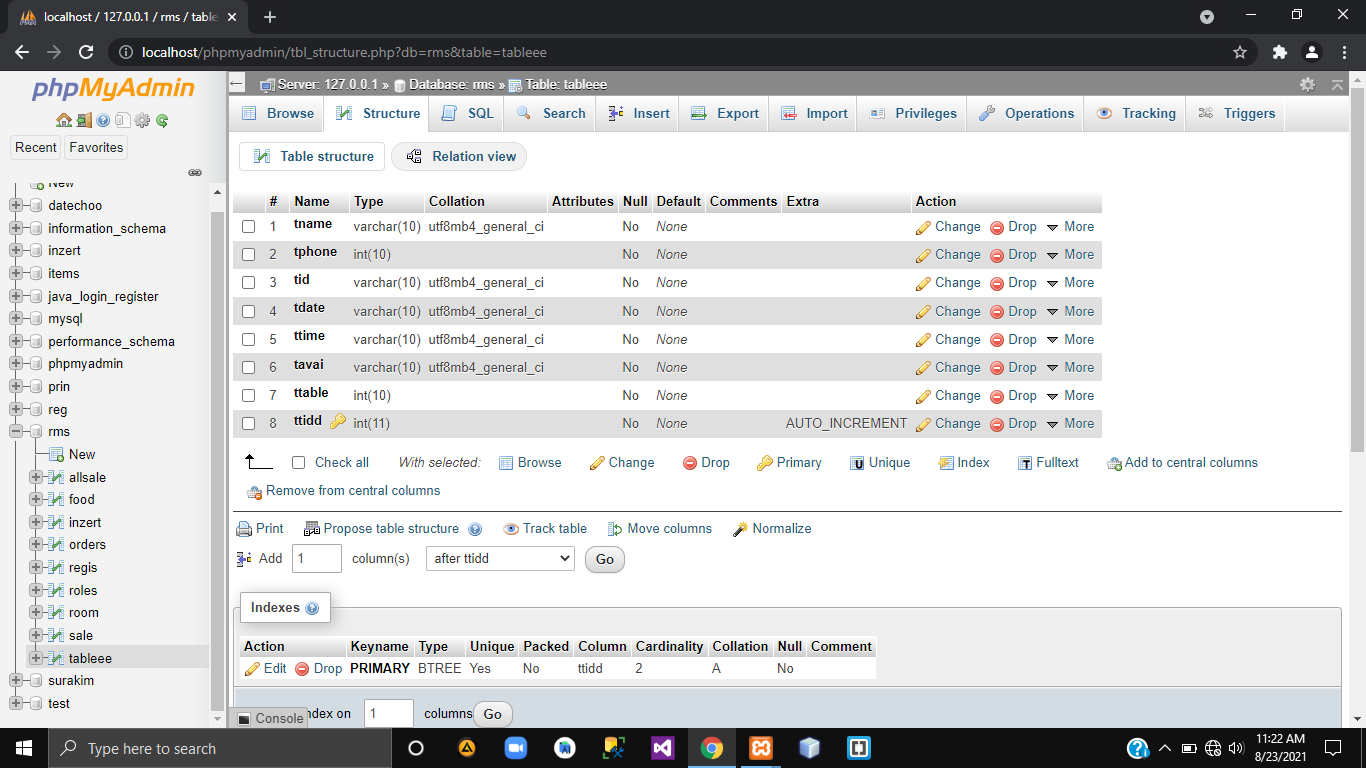 localhost / 127.0.0.1 / rms / table
localhost/phpmyadmin/tbl_structure.php?db=rms&table=tableee
phpMyAdmin
Recent Favorites
New
datechoo
information_schema
inzert
items
java_login_register
mysql
performance_schema
phpmyadmin
prin
reg
rms
New
allsale
food
inzert
orders
regis
roles
room
sale
tableee
surakim
test
Server: 127.0.0.1 » Database: rms » Table: tableee
Browse Structure SQL Search Insert Export Import Privileges Operations Tracking Triggers
Table structure Relation view
# Name Type Collation Attributes Null Default Comments Extra Action
1 tname varchar(10) utf8mb4_general_ci No None Change Drop More
2 tphone int(10) No None Change Drop More
3 tid varchar(10) utf8mb4_general_ci No None Change Drop More
4 tdate varchar(10) utf8mb4_general_ci No None Change Drop More
5 ttime varchar(10) utf8mb4_general_ci No None Change Drop More
6 tavai varchar(10) utf8mb4_general_ci No None Change Drop More
7 ttable int(10) No None Change Drop More
8 ttidd int(11) No None AUTO_INCREMENT Change Drop More
Check all With selected: Browse Change Drop Primary Unique Index Fulltext Add to central columns
Remove from central columns
Print Propose table structure Track table Move columns Normalize
Add 1 column(s) after ttidd Go
Indexes
Action Keyname Type Unique Packed Column Cardinality Collation Null Comment
Edit Drop PRIMARY BTREE Yes No ttidd 2 A No
Console ndex on 1 columns Go
Type here to search
11:22 AM
8/23/2021